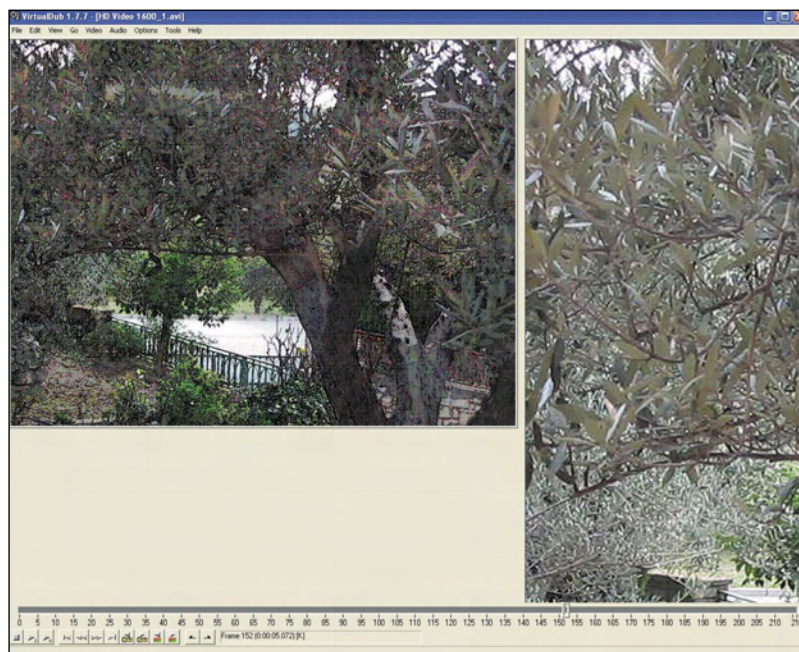 VirtualDub 1.7.7 - [HD Video 1600_1.avi]
File Edit View Go Video Audio Options Tools Help
0 5 10 15 20 25 30 35 40 45 50 55 60 65 70 75 80 85 90 95 100 105 110 115 120 125 130 135 140 145 150 155 160 165 170 175 180 185 190 195 200 205 210
Frame 152 (0:00:05.072) [K]